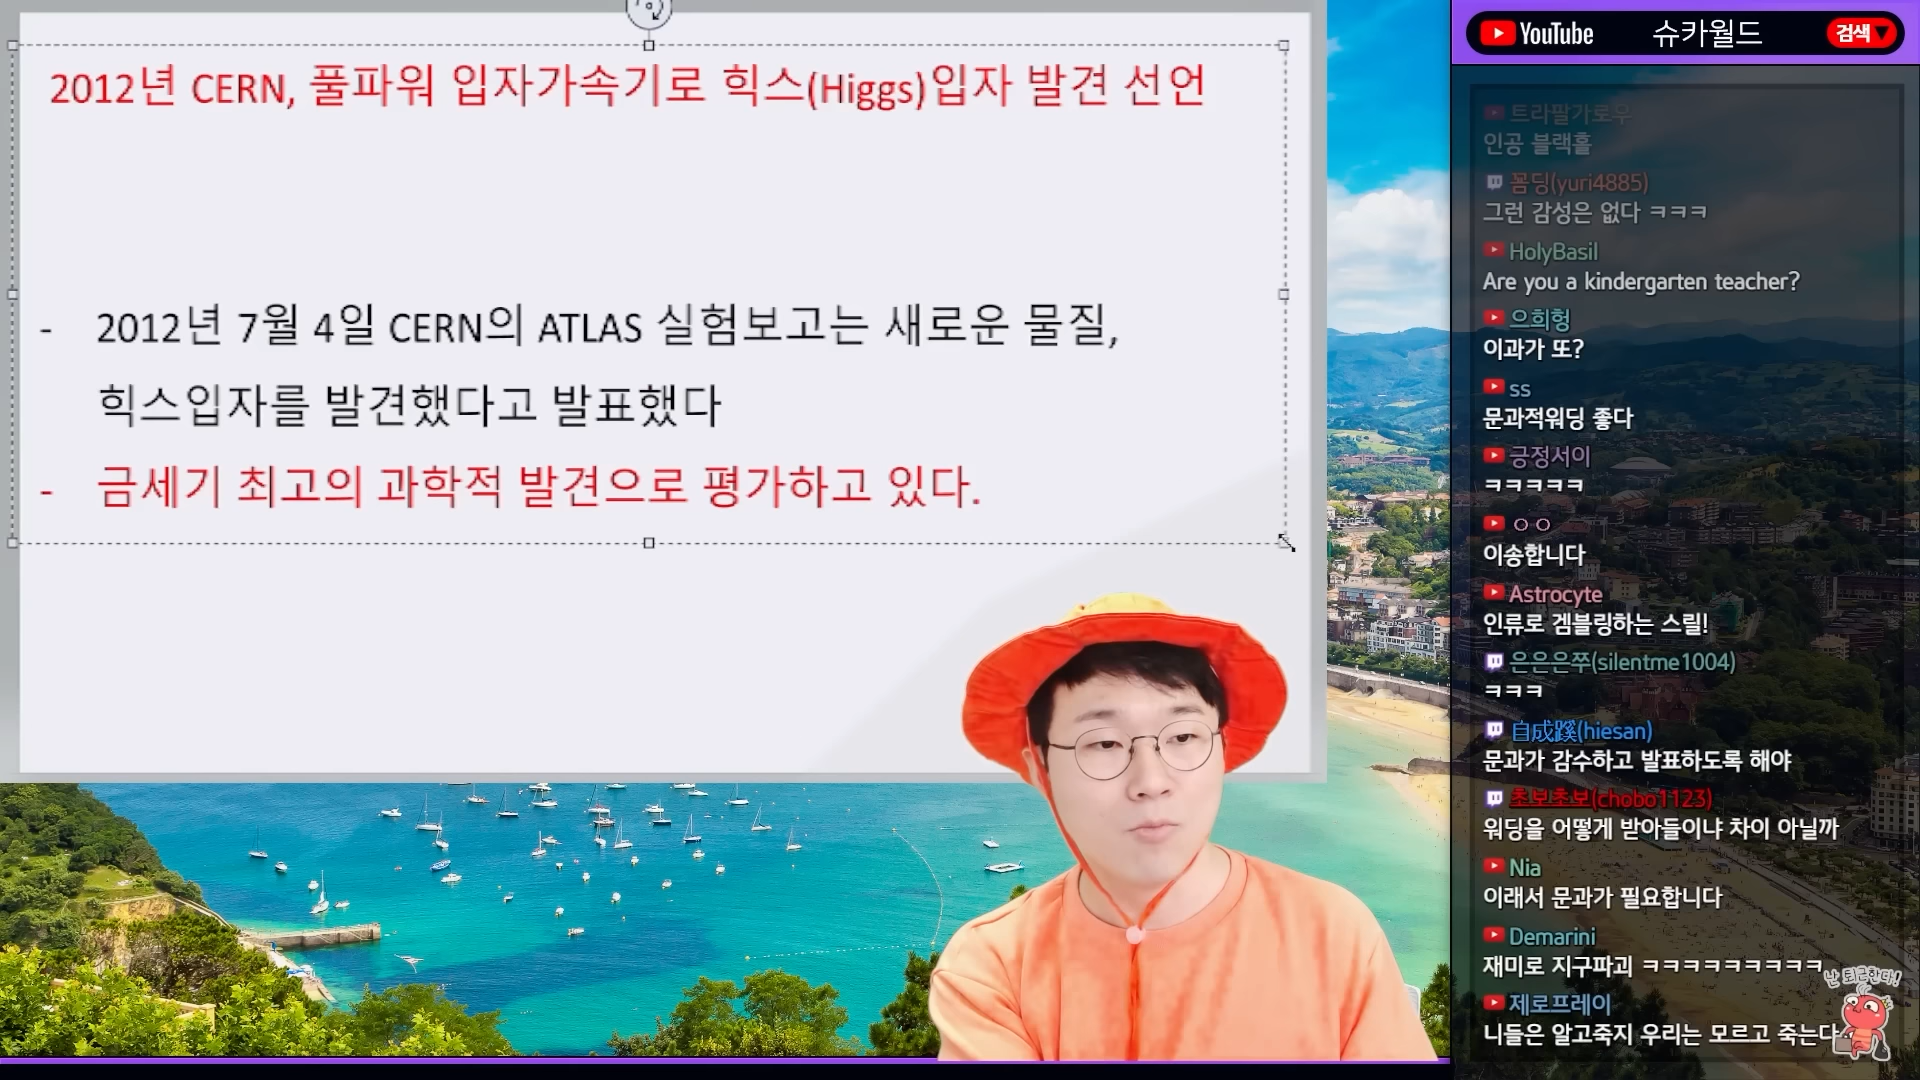 2012년 CERN, 풀파워 입자가속기로 힉스(Higgs)입자 발견 선언
- 2012년 7월 4일 CERN의 ATLAS 실험보고는 새로운 물질,
힉스입자를 발견했다고 발표했다
- 금세기 최고의 과학적 발견으로 평가하고 있다.
YouTube 슈카월드 검색
트라팔가로우
인공 블랙홀
꼼딩(yuri4885)
그런 감성은 없다 ㅋㅋㅋ
HolyBasil
Are you a kindergarten teacher?
으희형
이과가 또?
ss
문과적워딩 좋다
긍정서이
ㅋㅋㅋㅋㅋ
ㅇㅇ
이송합니다
Astrocyte
인류로 겜블링하는 스릴!
은은은쭈(silentme1004)
ㅋㅋㅋ
自成蹊(hiesan)
문과가 감수하고 발표하도록 해야
초보초보(chobo1123)
워딩을 어떻게 받아들이냐 차이 아닐까
Nia
이래서 문과가 필요합니다
Demarini
재미로 지구파괴 ㅋㅋㅋㅋㅋㅋㅋㅋㅋ
제로프레이
니들은 알고죽지 우리는 모르고 죽는다
난 퇴근한다!